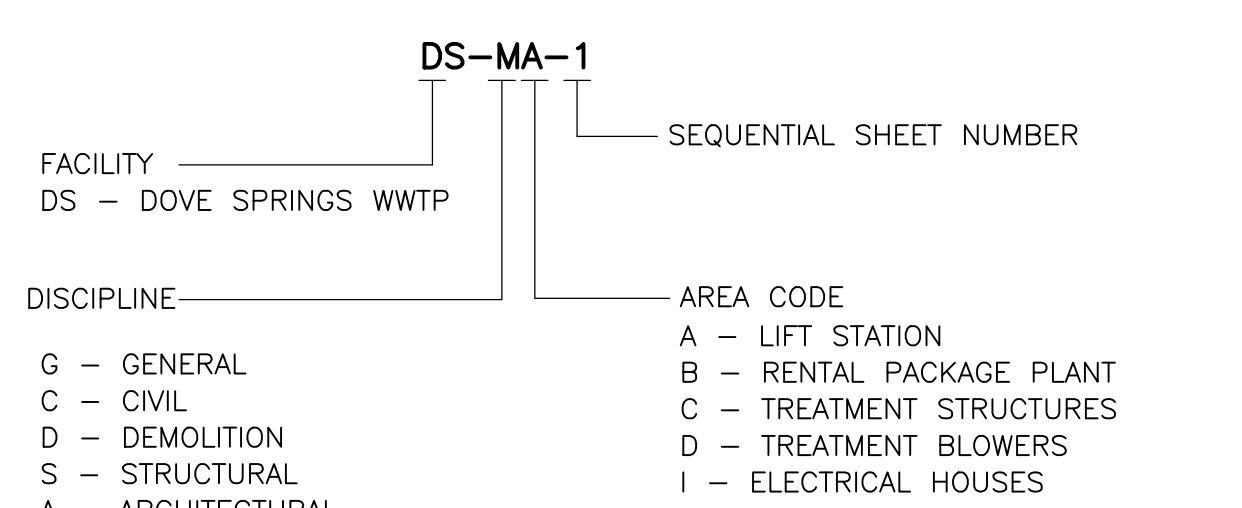 DS-MA-1
SEQUENTIAL SHEET NUMBER
FACILITY
DS - DOVE SPRINGS WWTP
DISCIPLINE
G - GENERAL
C - CIVIL
D - DEMOLITION
S - STRUCTURAL
A - ARCHITECTURAL
AREA CODE
A - LIFT STATION
B - RENTAL PACKAGE PLANT
C - TREATMENT STRUCTURES
D - TREATMENT BLOWERS
I - ELECTRICAL HOUSES